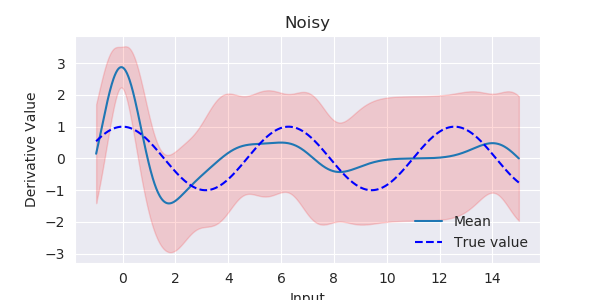 Noisy
Derivative Value
3
2
1
0
−1
−2
−3
0 2 4 6 8 10 12 14
Mean
True value
Input